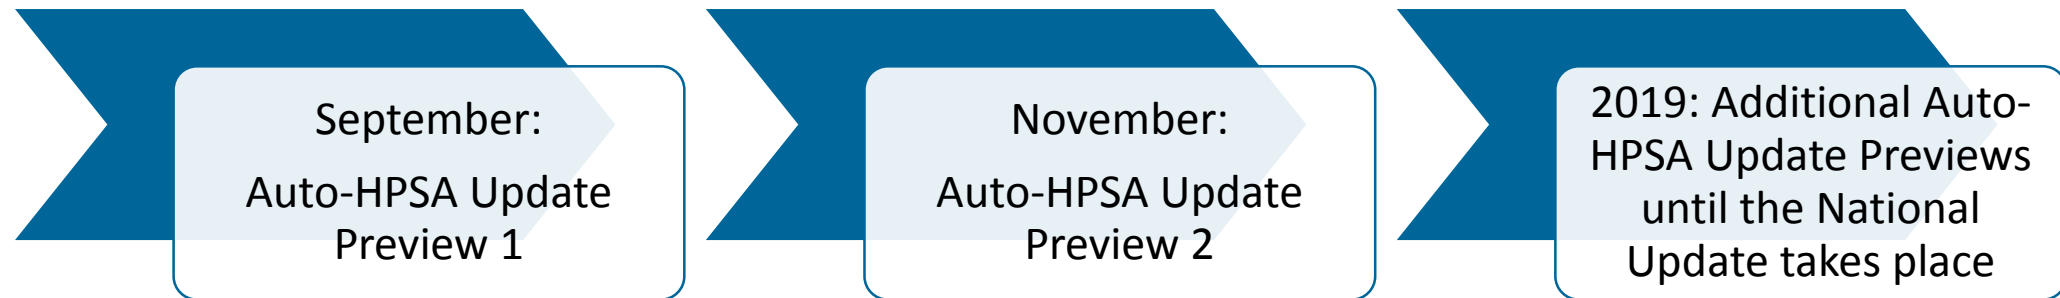 September:
Auto-HPSA Update
Preview 1
November:
Auto-HPSA Update
Preview 2
2019: Additional Auto-
HPSA Update Previews
until the National
Update takes place